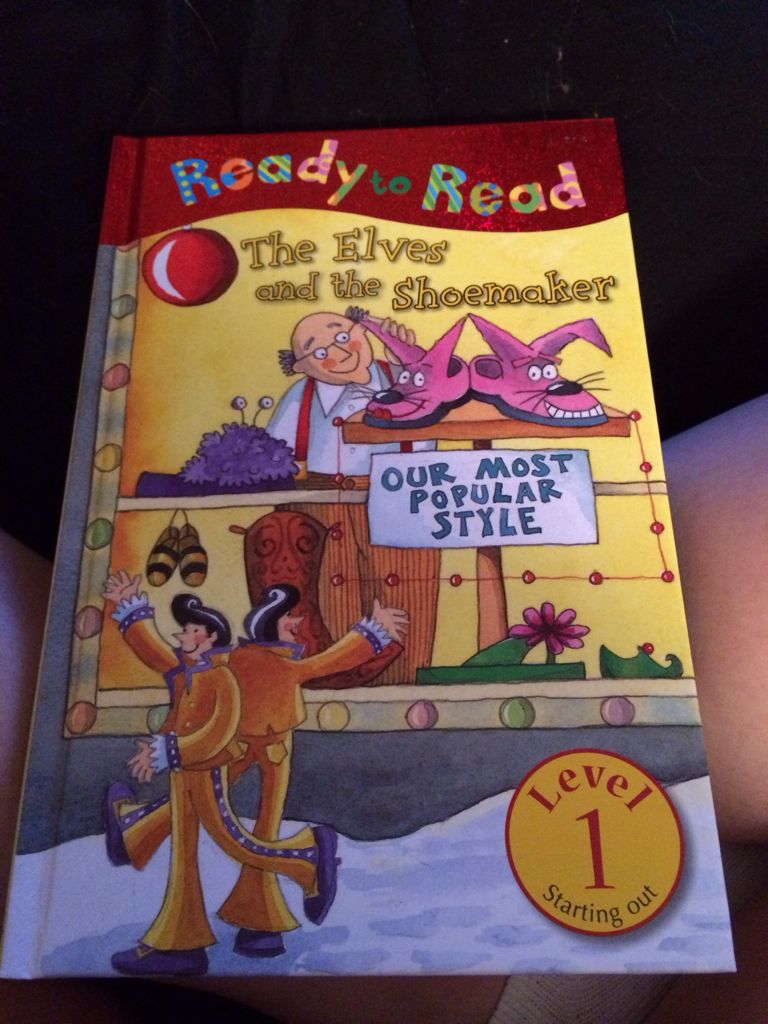 Ready to Read
The Elves
and the Shoemaker
OUR MOST
POPULAR
STYLE
Level
1
Starting out